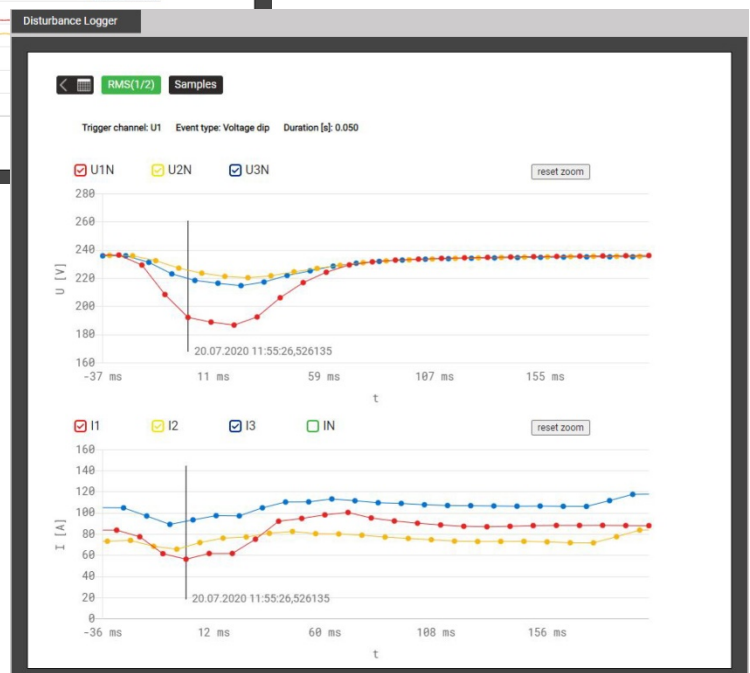 Disturbance Logger
RMS(1/2) Samples
Trigger channel: U1 Event type: Voltage dip Duration [s]: 0.050
U1N U2N U3N reset zoom
280
260
240
220
200
180
160
U [V]
20.07.2020 11:55:26,526135
-37 ms 11 ms 59 ms 107 ms 155 ms
t
I1 I2 I3 IN reset zoom
160
140
120
100
80
60
40
20
0
I [A]
20.07.2020 11:55:26,526135
-36 ms 12 ms 60 ms 108 ms 156 ms
t